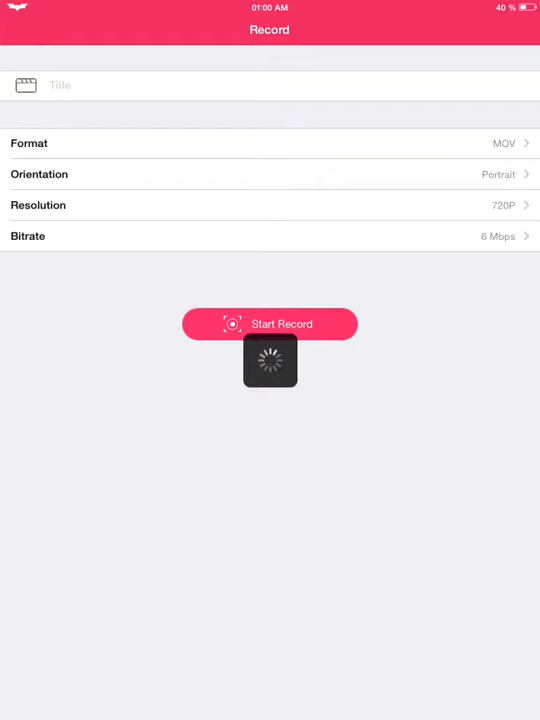 01:00 AM
40 %
Record
Title
Format
MOV
Orientation
Portrait
Resolution
720P
Bitrate
6 Mbps
Start Record